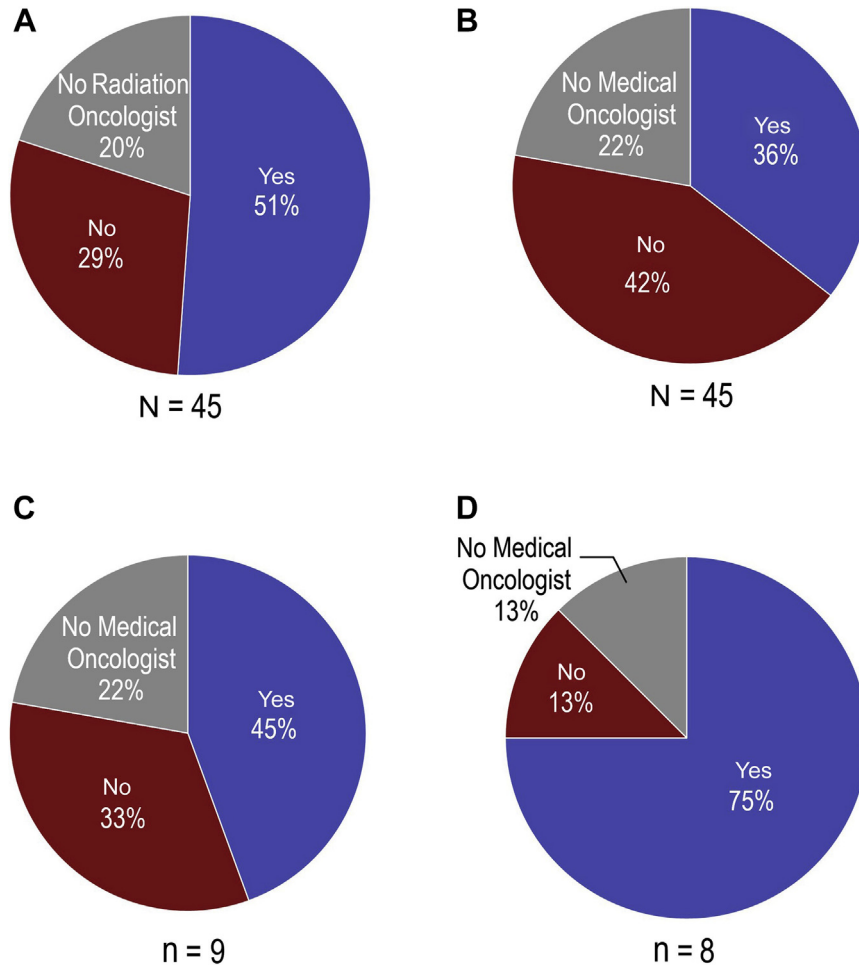 A
No Radiation
Oncologist
20%
Yes
51%
No
29%
N = 45
B
No Medical
Oncologist
22%
Yes
36%
No
42%
N = 45
C
No Medical
Oncologist
22%
Yes
45%
No
33%
n = 9
D
No Medical
Oncologist
13%
No
13%
Yes
75%
n = 8